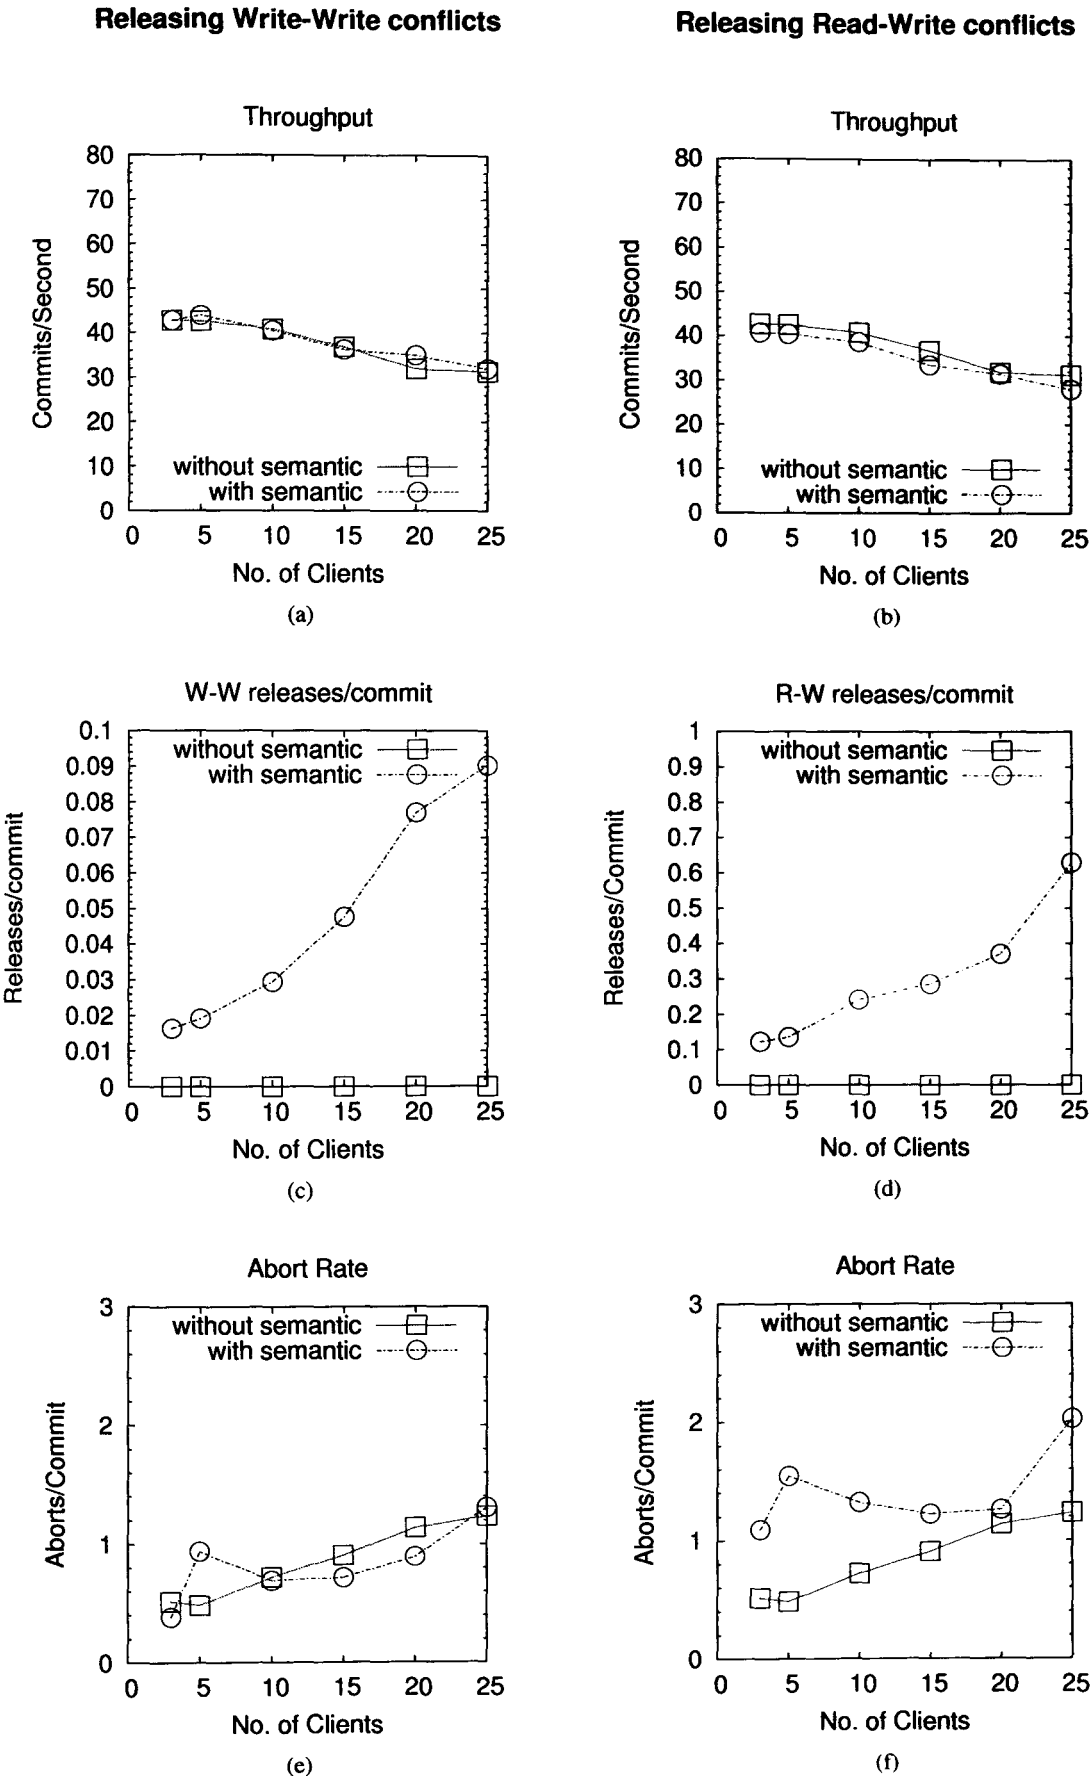 Releasing Write-Write conflicts
Releasing Read-Write conflicts
Throughput
80
70
60
50
40
30
20
10
0
Commits/Second
without semantic
with semantic
0 5 10 15 20 25
No. of Clients
(a)
Throughput
80
70
60
50
40
30
20
10
0
Commits/Second
without semantic
with semantic
0 5 10 15 20 25
No. of Clients
(b)
W-W releases/commit
0.1
0.09
0.08
0.07
0.06
0.05
0.04
0.03
0.02
0.01
0
Releases/commit
without semantic
with semantic
0 5 10 15 20 25
No. of Clients
(c)
R-W releases/commit
1
0.9
0.8
0.7
0.6
0.5
0.4
0.3
0.2
0.1
0
Releases/Commit
without semantic
with semantic
0 5 10 15 20 25
No. of Clients
(d)
Abort Rate
3
2
1
0
Aborts/Commit
without semantic
with semantic
0 5 10 15 20 25
No. of Clients
(e)
Abort Rate
3
2
1
0
Aborts/Commit
without semantic
with semantic
0 5 10 15 20 25
No. of Clients
(f)